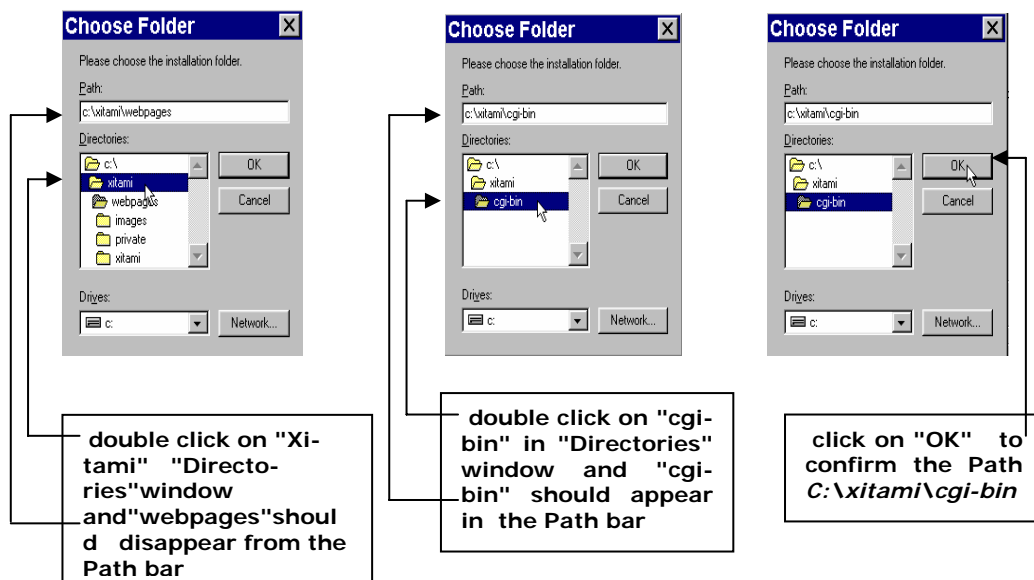 Choose Folder
Please choose the installation folder.
Path:
c:\xitami\webpages
Directories:
c:\
xitami
webpages
images
private
xitami
OK
Cancel
Drives:
c:
Network...
Choose Folder
Please choose the installation folder.
Path:
c:\xitami\cgi-bin
Directories:
c:\
xitami
cgi-bin
OK
Cancel
Drives:
c:
Network...
Choose Folder
Please choose the installation folder.
Path:
c:\xitami\cgi-bin
Directories:
c:\
xitami
cgi-bin
OK
Cancel
Drives:
c:
Network...
double click on "Xi-
tami" "Directo-
ries"window
and"webpages"shoul
d disappear from the
Path bar
double click on "cgi-
bin" in "Directories"
window and "cgi-
bin" should appear
in the Path bar
click on "OK" to
confirm the Path
C:\xitami\cgi-bin